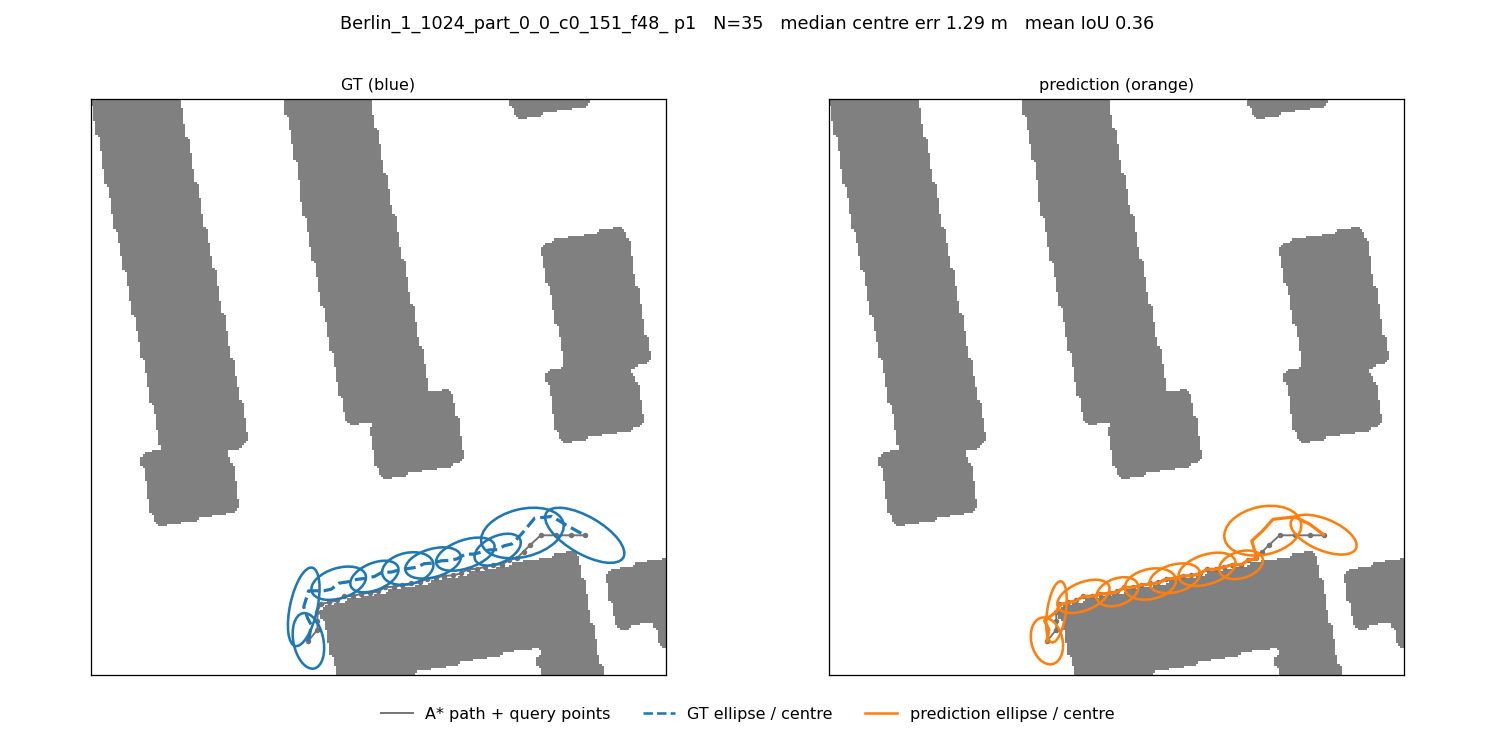 Berlin_1_1024_part_0_0_c0_151_f48_ p1   N=35   median centre err 1.29 m   mean IoU 0.36
GT (blue)
prediction (orange)
A* path + query points
GT ellipse / centre
prediction ellipse / centre